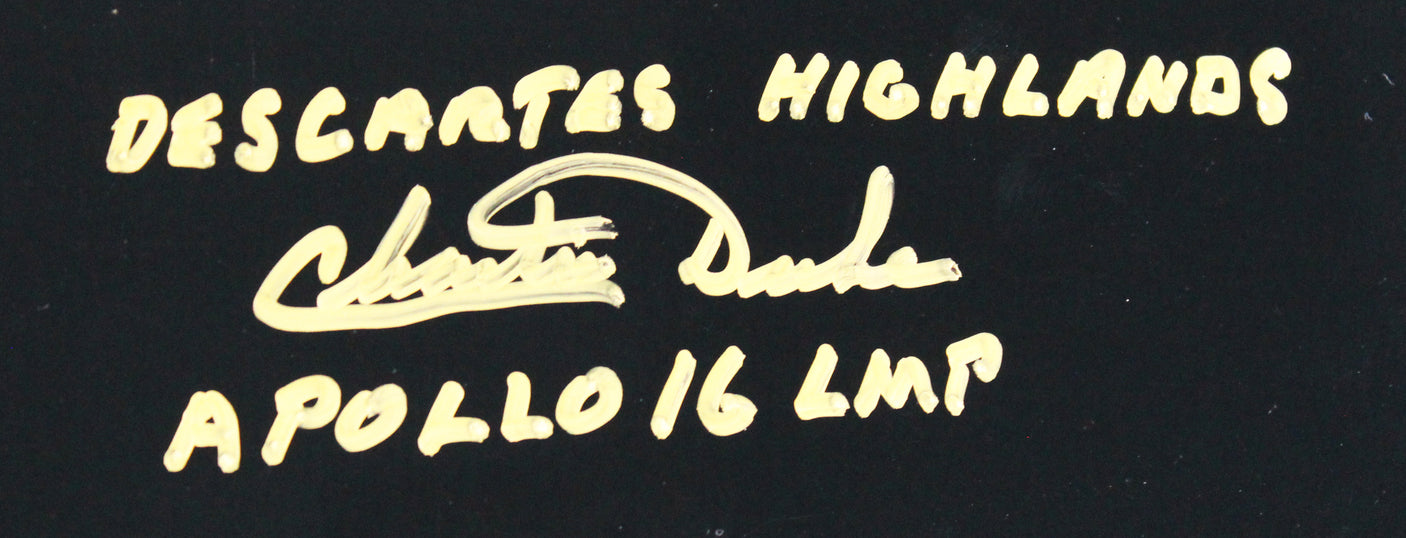 DESCARTES HIGHLANDS
Charlie Duke
APOLLO 16 LMP